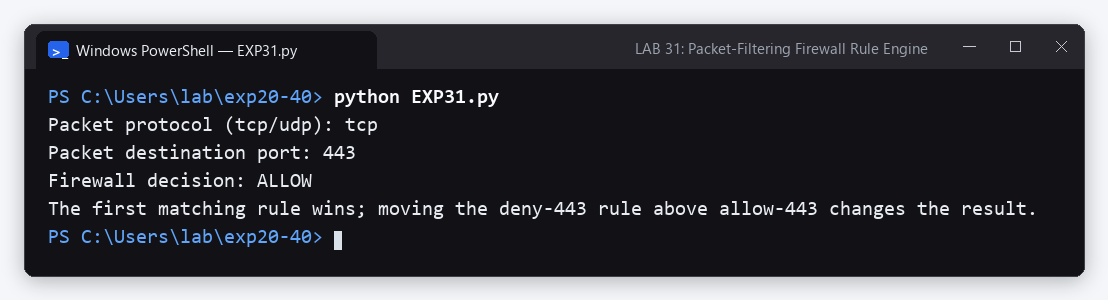 Windows PowerShell — EXP31.py
LAB 31: Packet-Filtering Firewall Rule Engine
PS C:\Users\lab\exp20-40> python EXP31.py
Packet protocol (tcp/udp): tcp
Packet destination port: 443
Firewall decision: ALLOW
The first matching rule wins; moving the deny-443 rule above allow-443 changes the result.
PS C:\Users\lab\exp20-40>